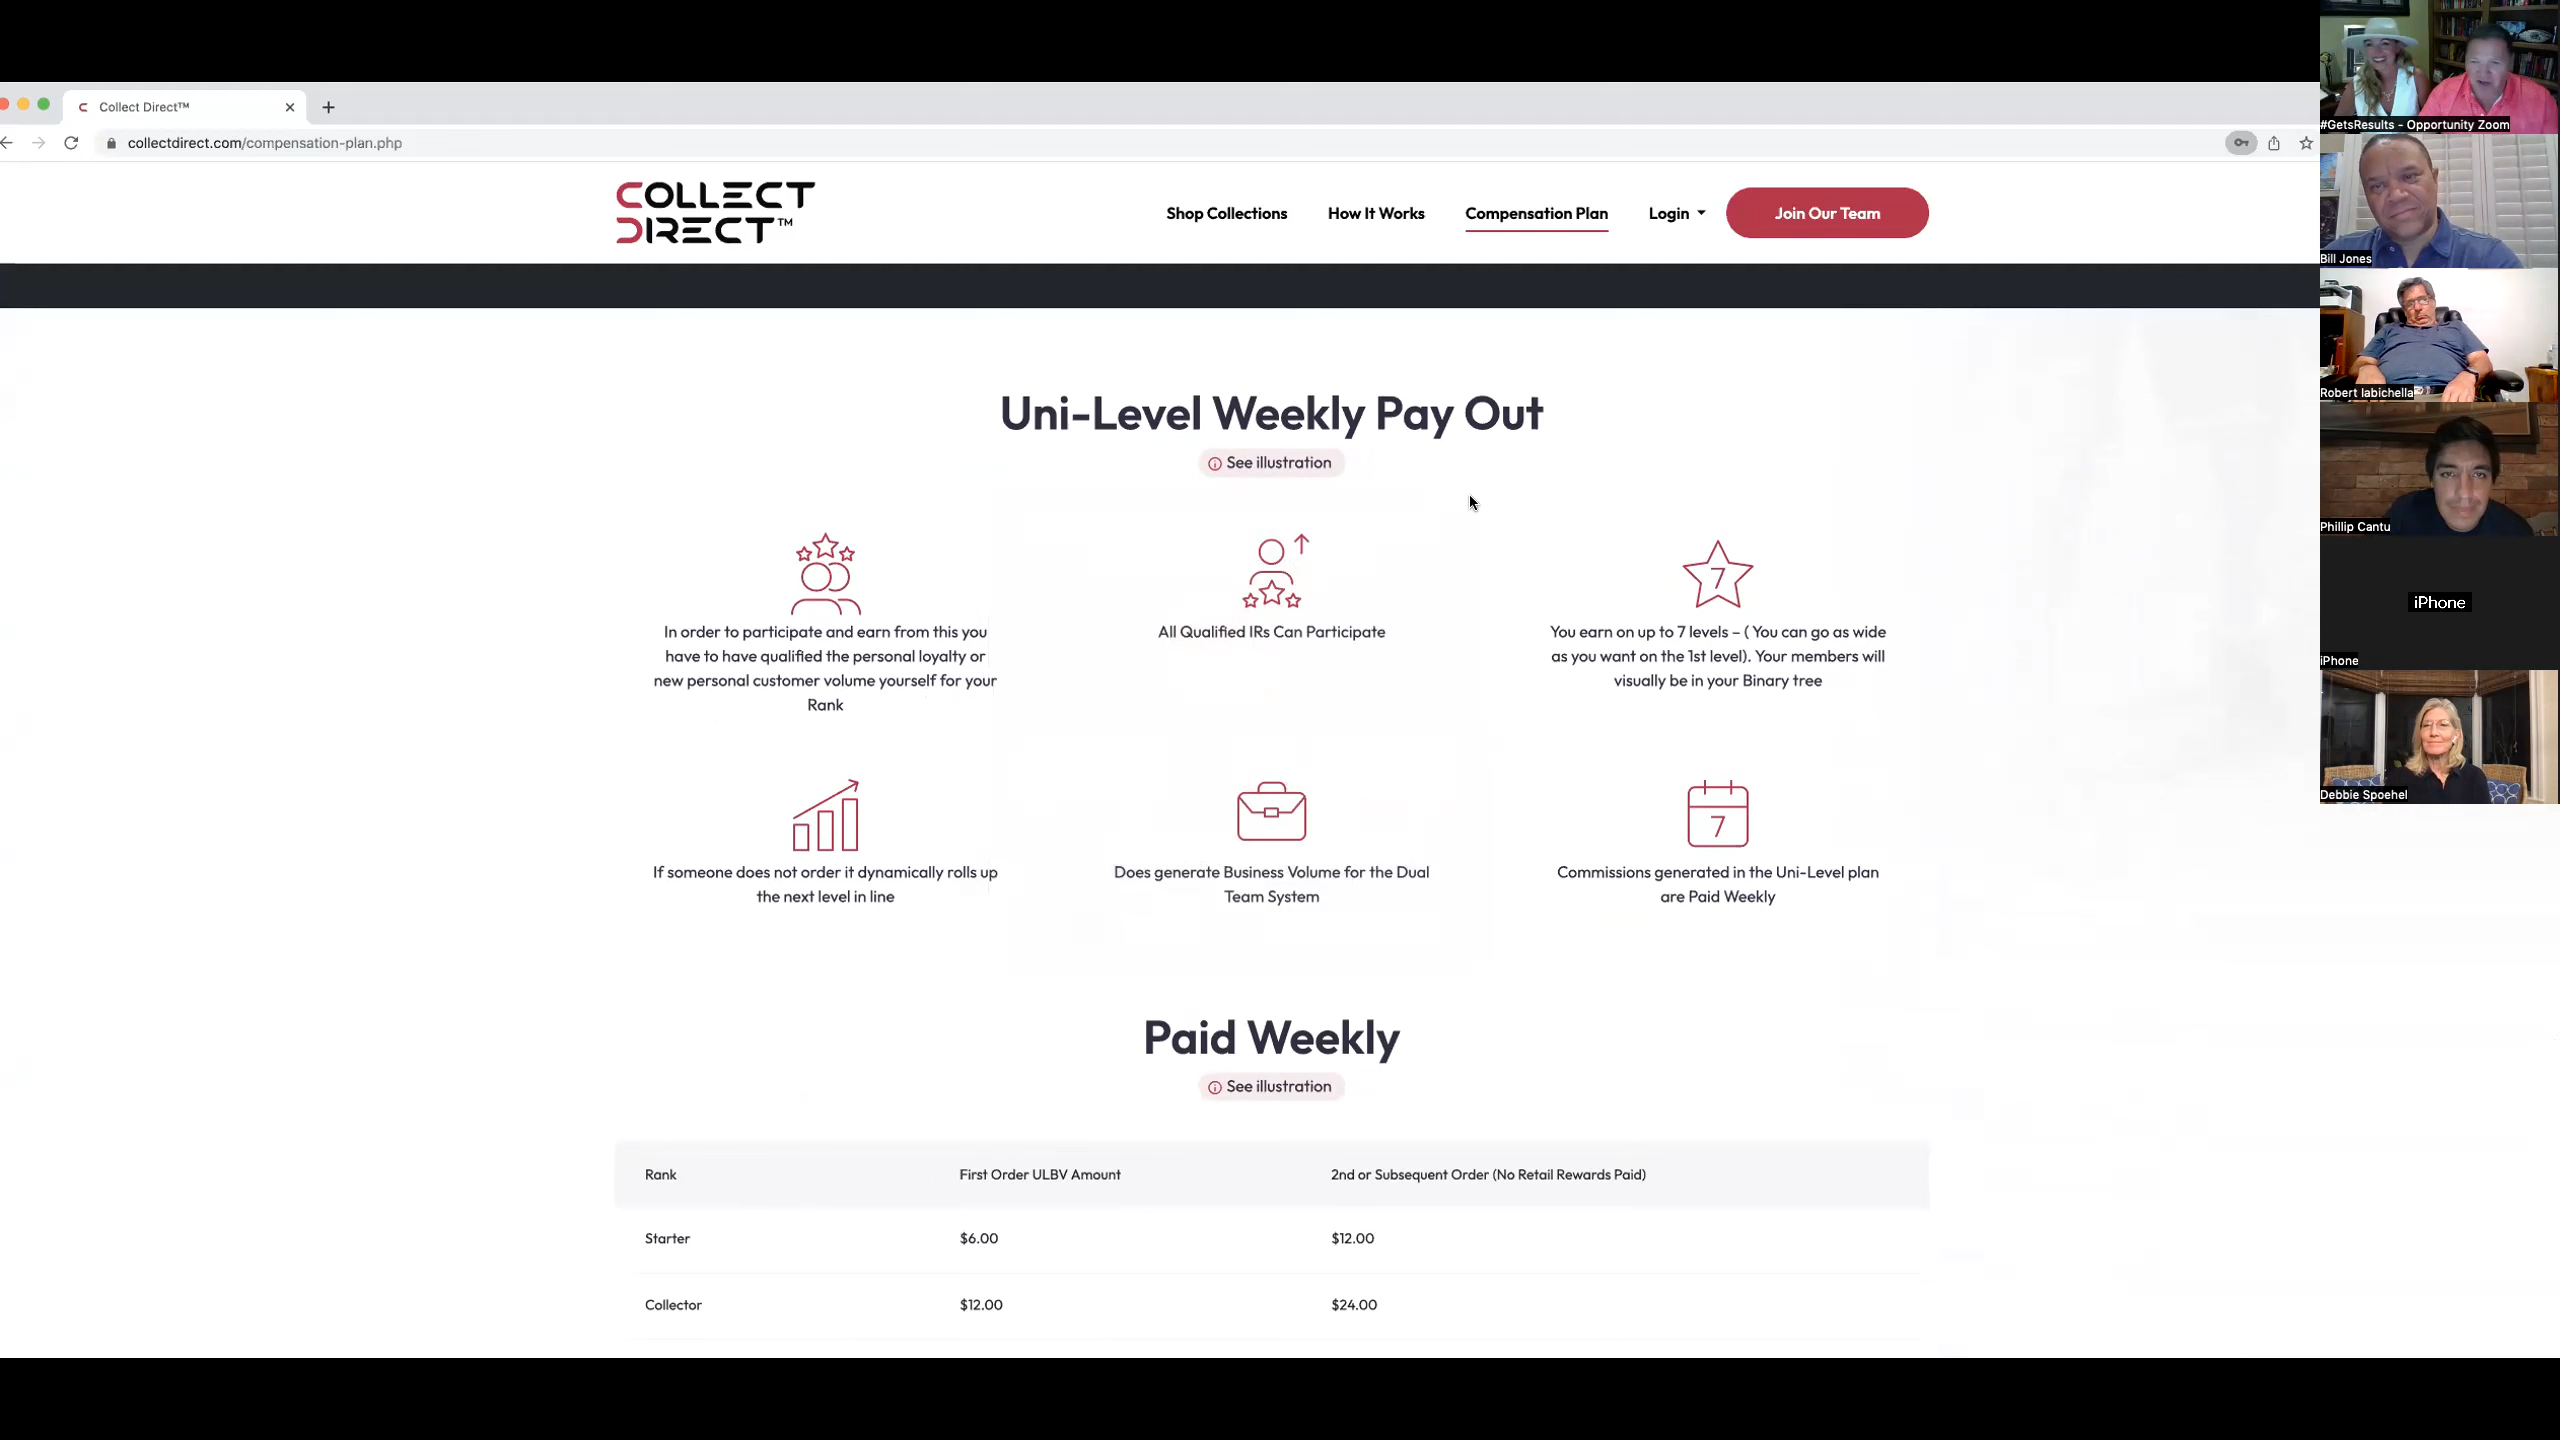 Collect Direct™
collectdirect.com/compensation-plan.php
COLLECT
DIRECT™
Shop Collections
How It Works
Compensation Plan
Login
Join Our Team
Uni-Level Weekly Pay Out
See illustration
In order to participate and earn from this you
have to have qualified the personal loyalty or
new personal customer volume yourself for your
Rank
All Qualified IRs Can Participate
7
You earn on up to 7 levels – ( You can go as wide
as you want on the 1st level). Your members will
visually be in your Binary tree
If someone does not order it dynamically rolls up
the next level in line
Does generate Business Volume for the Dual
Team System
7
Commissions generated in the Uni-Level plan
are Paid Weekly
Paid Weekly
See illustration
Rank First Order ULBV Amount 2nd or Subsequent Order (No Retail Rewards Paid)
Starter $6.00 $12.00
Collector $12.00 $24.00
#GetsResults - Opportunity Zoom
Bill Jones
Robert Iabichella
Phillip Cantu
iPhone
iPhone
Debbie Spoehel